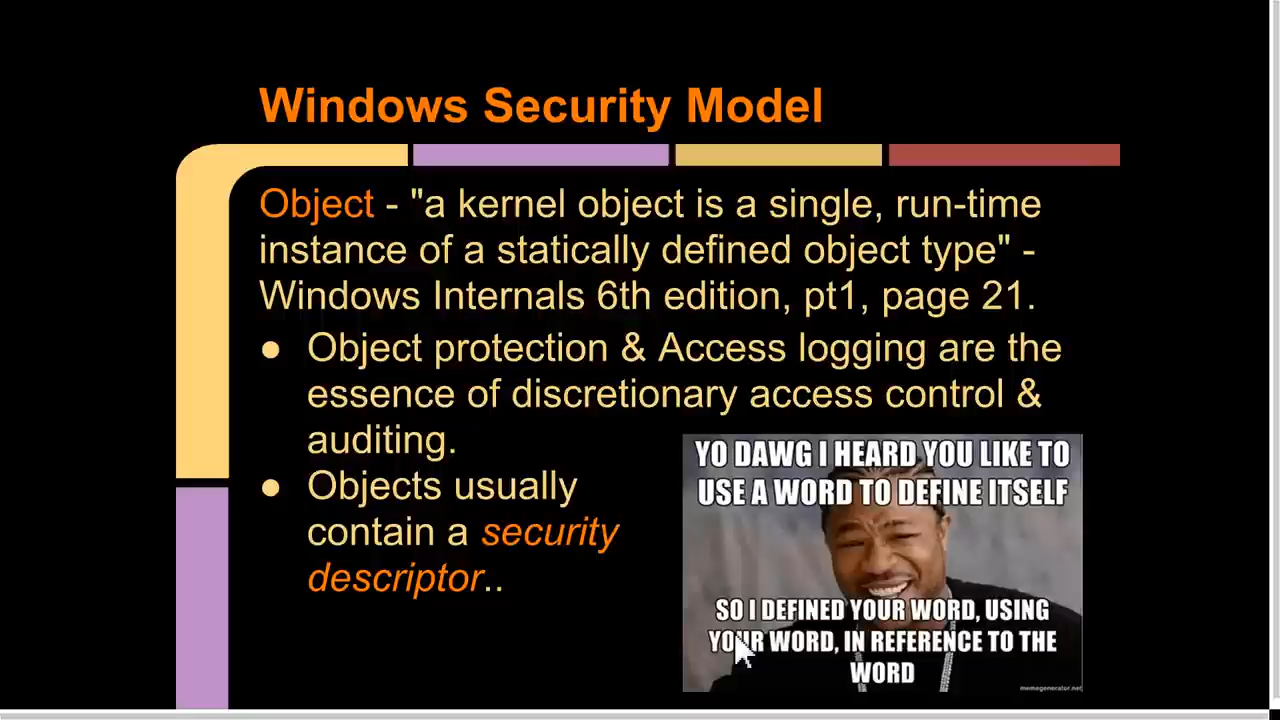 Windows Security Model
Object - "a kernel object is a single, run-time
instance of a statically defined object type" -
Windows Internals 6th edition, pt1, page 21.
● Object protection & Access logging are the
essence of discretionary access control &
auditing.
● Objects usually
contain a security
descriptor..
YO DAWG I HEARD YOU LIKE TO
USE A WORD TO DEFINE ITSELF
SO I DEFINED YOUR WORD, USING
YOUR WORD, IN REFERENCE TO THE
WORD
memegenerator.net